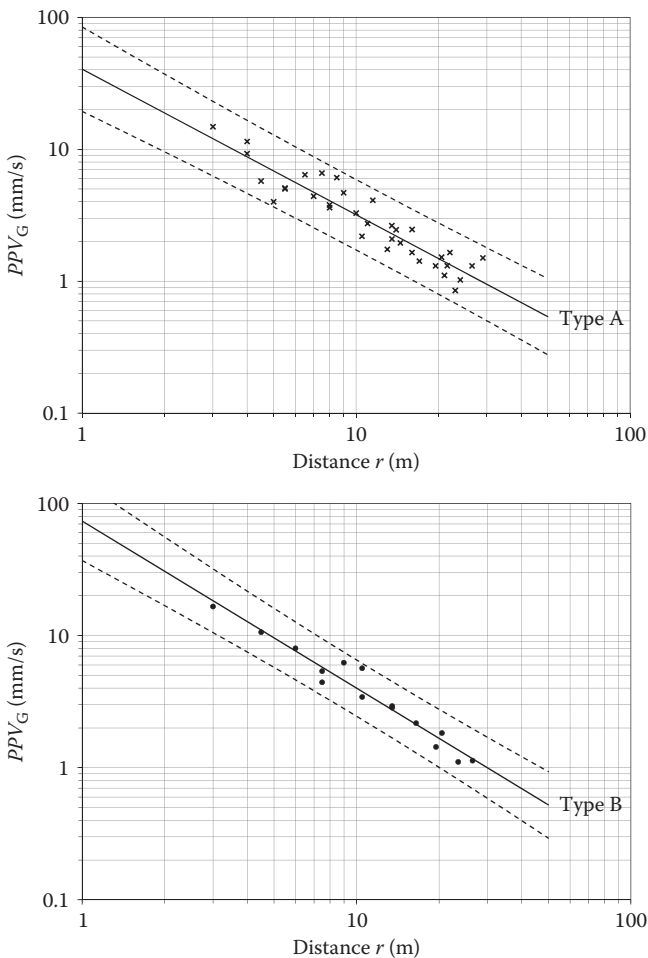 100
10
1
0.1
PPV_G (mm/s)
Type A
1 10 100
Distance r (m)
100
10
1
0.1
PPV_G (mm/s)
Type B
1 10 100
Distance r (m)